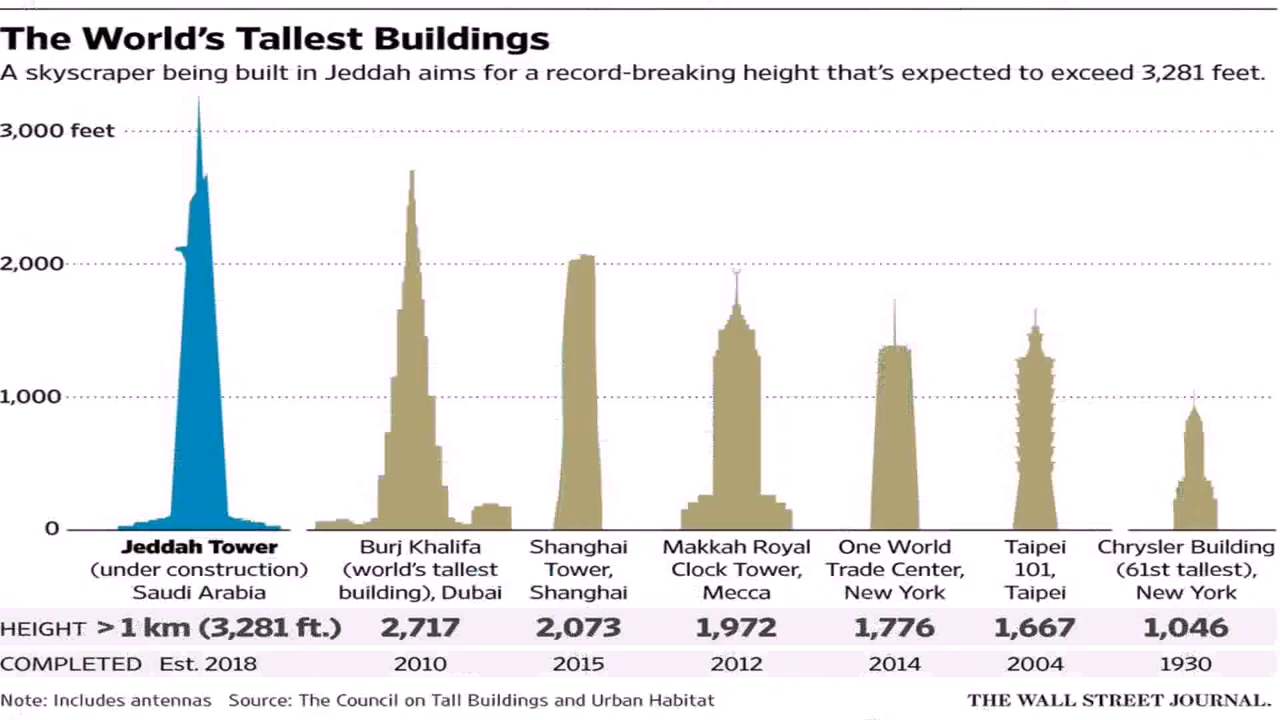 The World's Tallest Buildings
A skyscraper being built in Jeddah aims for a record-breaking height that's expected to exceed 3,281 feet.
3,000 feet
2,000
1,000
0
Jeddah Tower
(under construction)
Saudi Arabia
Burj Khalifa
(world's tallest
building), Dubai
Shanghai
Tower,
Shanghai
Makkah Royal
Clock Tower,
Mecca
One World
Trade Center,
New York
Taipei
101,
Taipei
Chrysler Building
(61st tallest),
New York
HEIGHT > 1 km (3,281 ft.) 2,717 2,073 1,972 1,776 1,667 1,046
COMPLETED Est. 2018 2010 2015 2012 2014 2004 1930
Note: Includes antennas Source: The Council on Tall Buildings and Urban Habitat
THE WALL STREET JOURNAL.